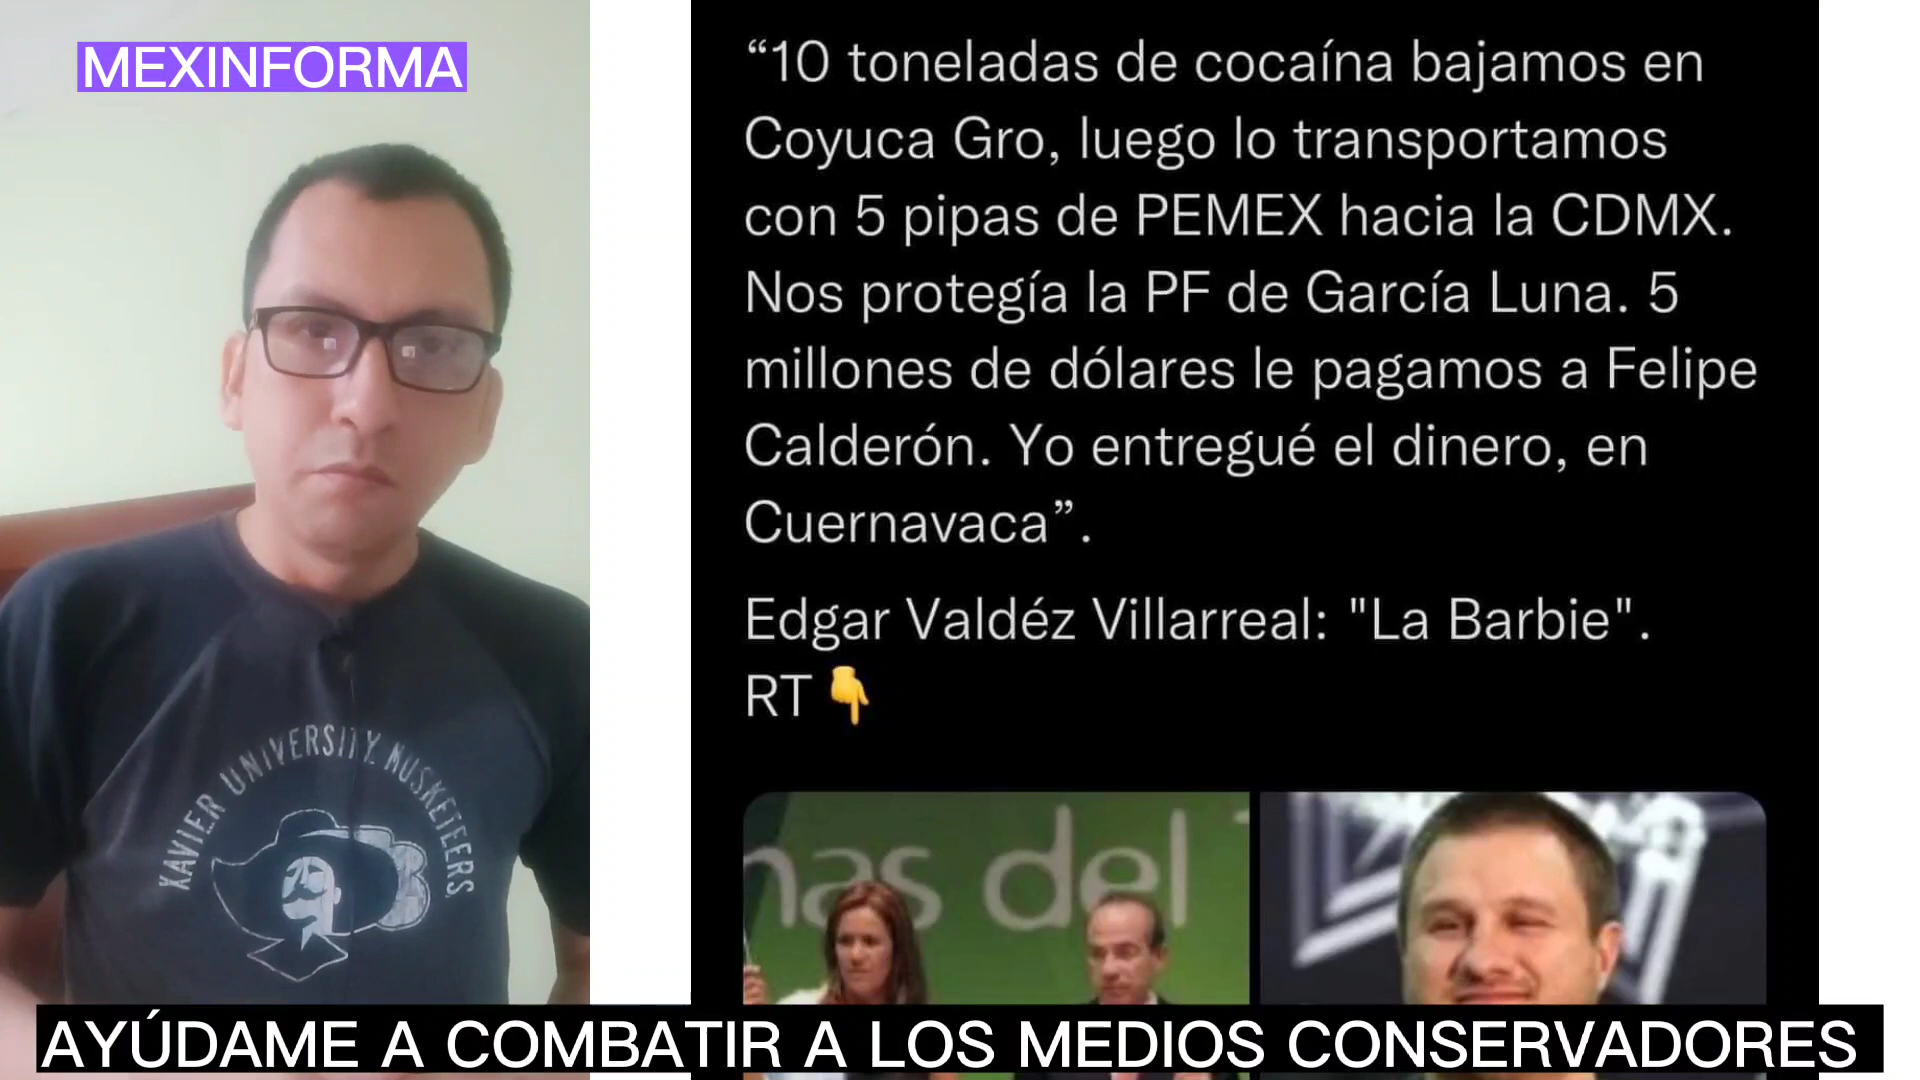 MEXINFORMA
“10 toneladas de cocaína bajamos en
Coyuca Gro, luego lo transportamos
con 5 pipas de PEMEX hacia la CDMX.
Nos protegía la PF de García Luna. 5
millones de dólares le pagamos a Felipe
Calderón. Yo entregué el dinero, en
Cuernavaca”.
Edgar Valdéz Villarreal: "La Barbie".
RT 👇
XAVIER UNIVERSITY MUSKETEERS
nas del
AYÚDAME A COMBATIR A LOS MEDIOS CONSERVADORES